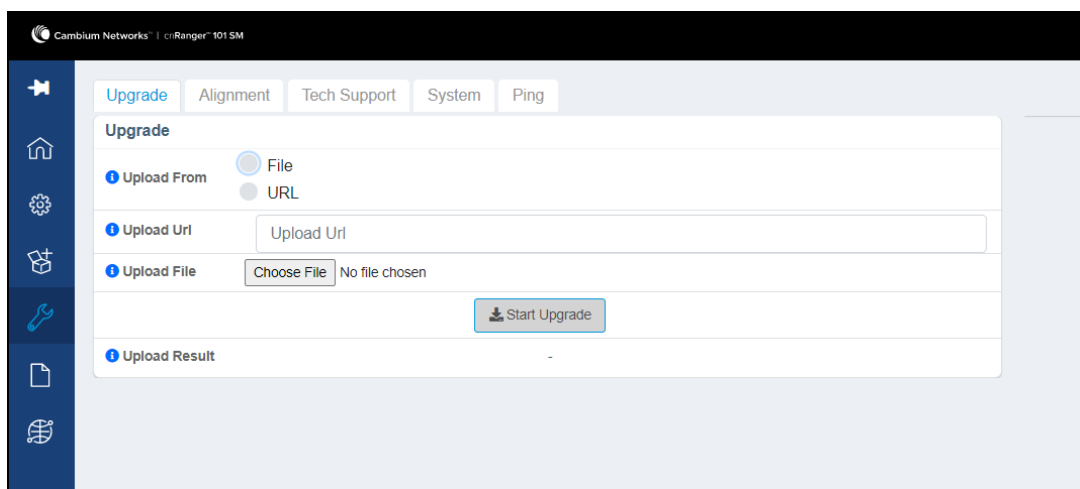 Cambium Networks™ | cnRanger™ 101 SM
Upgrade Alignment Tech Support System Ping
Upgrade
Upload From
File
URL
Upload Url Upload Url
Upload File Choose File No file chosen
Start Upgrade
Upload Result -